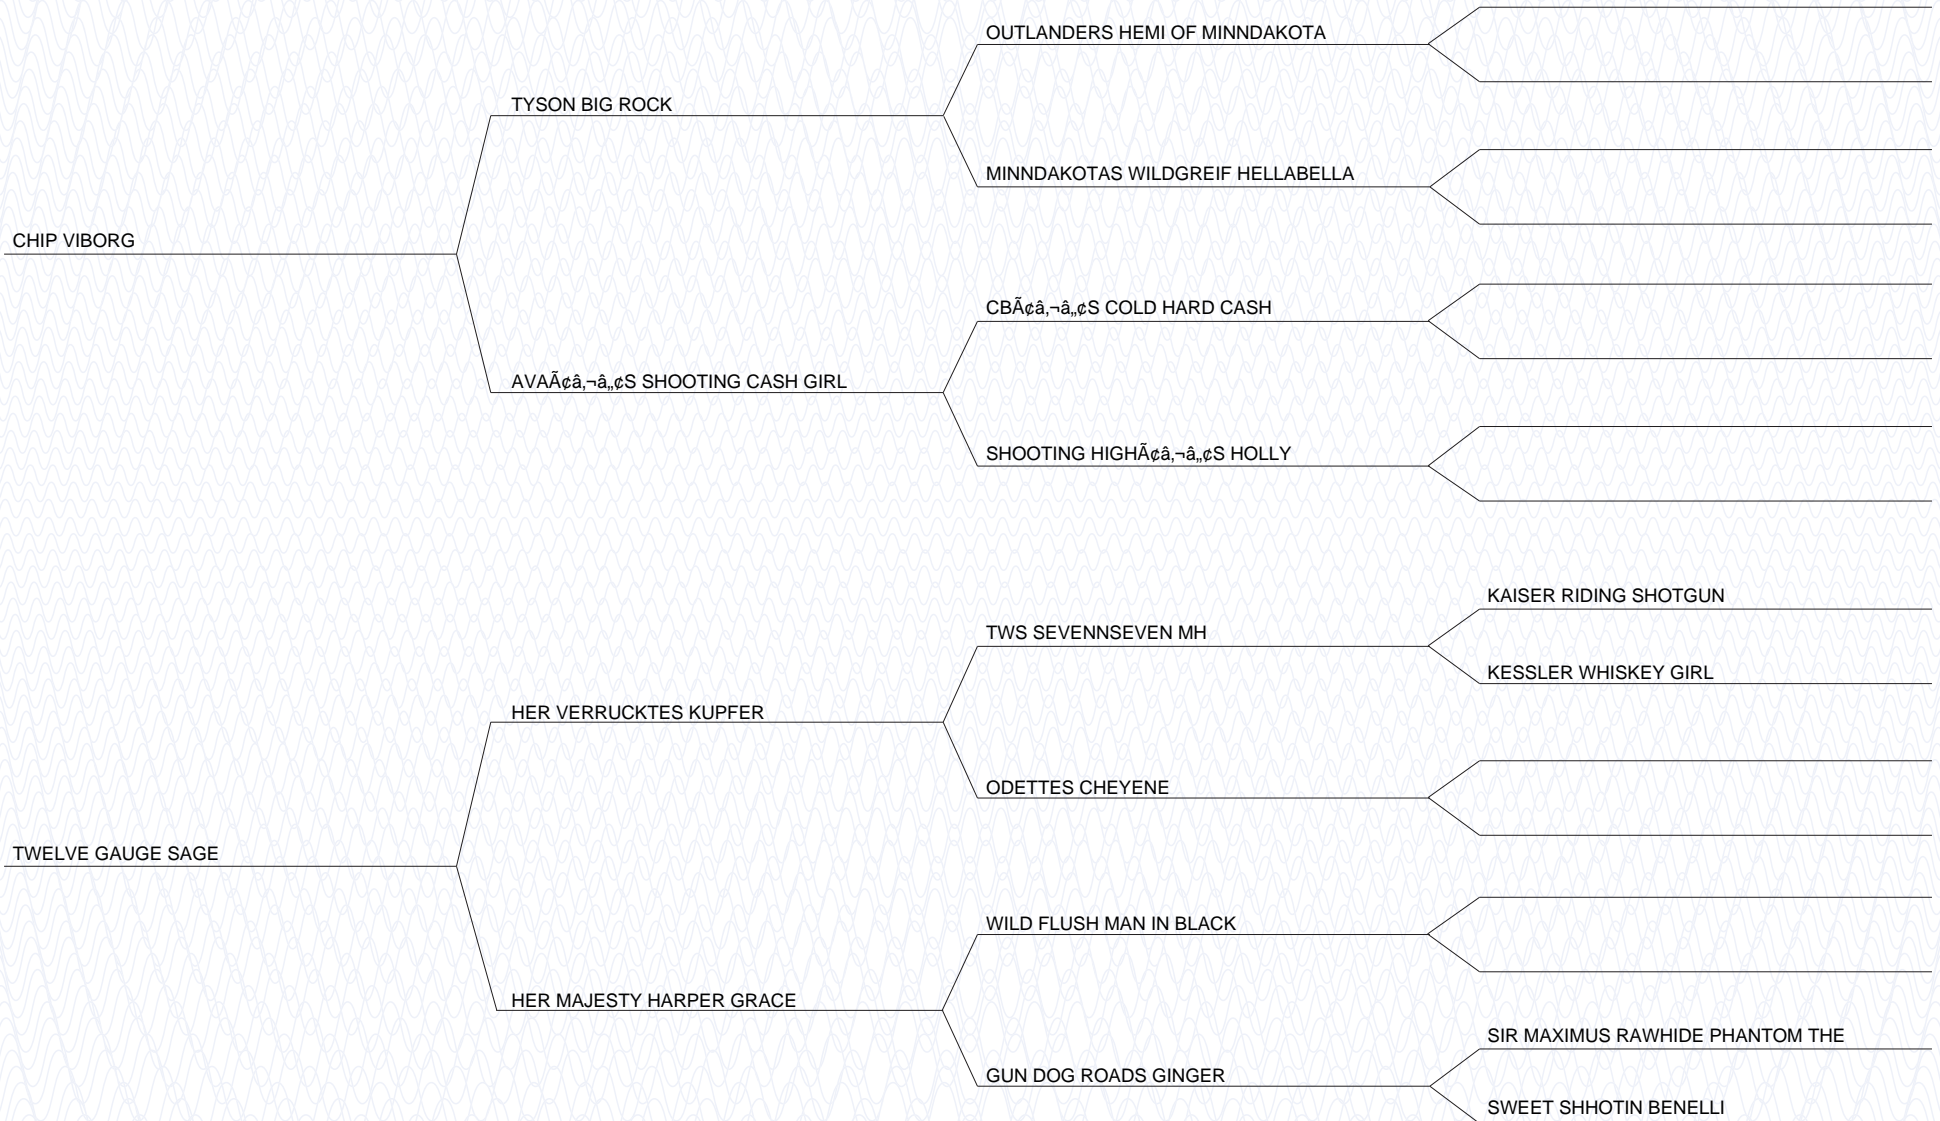 OUTLANDERS HEMI OF MINNDAKOTA
TYSON BIG ROCK
MINNDAKOTAS WILDGREIF HELLABELLA
CHIP VIBORG
CBÃ¢â‚¬â„¢S COLD HARD CASH
AVAÃ¢â‚¬â„¢S SHOOTING CASH GIRL
SHOOTING HIGHÃ¢â‚¬â„¢S HOLLY
KAISER RIDING SHOTGUN
TWS SEVENNSEVEN MH
KESSLER WHISKEY GIRL
HER VERRUCKTES KUPFER
ODETTES CHEYENE
TWELVE GAUGE SAGE
WILD FLUSH MAN IN BLACK
HER MAJESTY HARPER GRACE
SIR MAXIMUS RAWHIDE PHANTOM THE
GUN DOG ROADS GINGER
SWEET SHHOTIN BENELLI